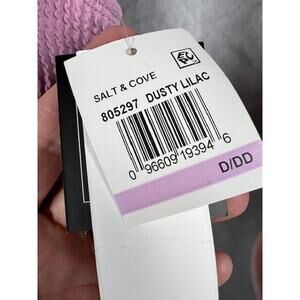 SALT & COVE
805297 DUSTY LILAC
0 96609 19394 6
D/DD